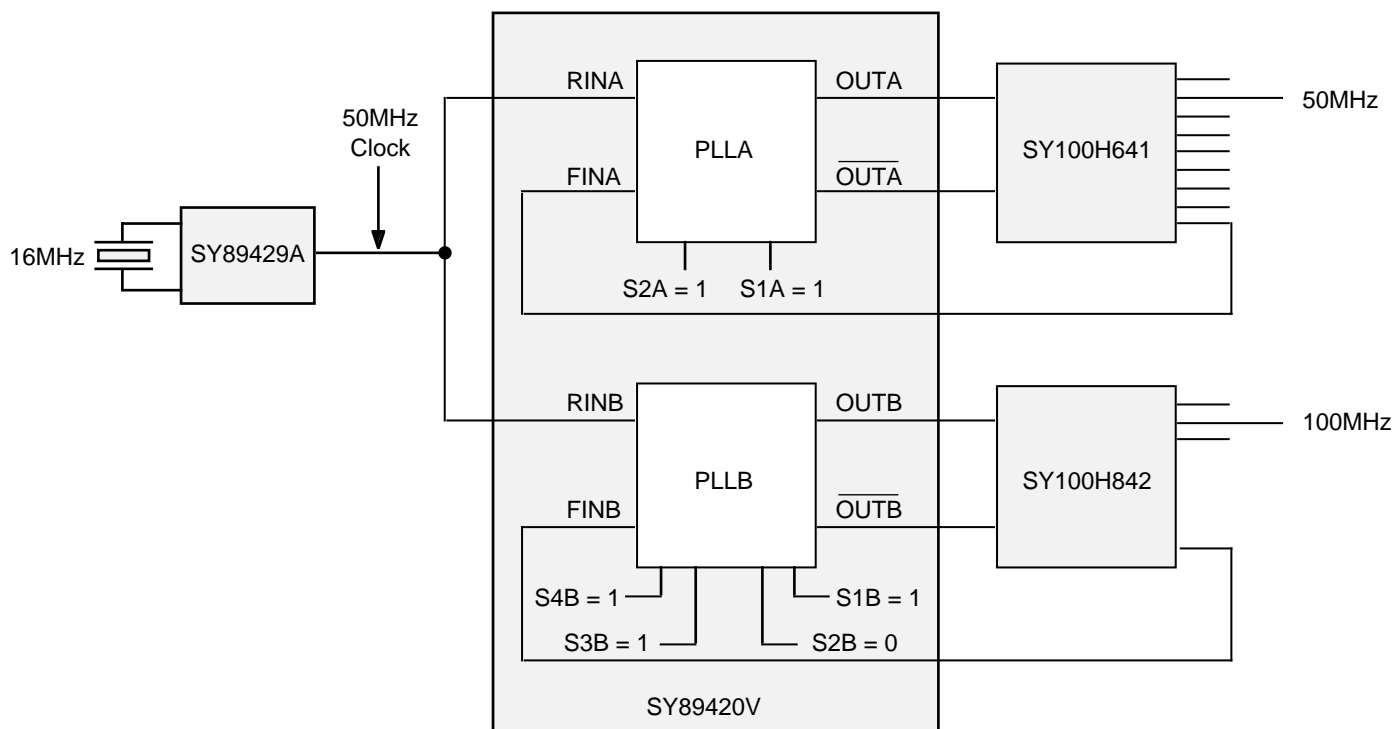 RINA
OUTA
50MHz
50MHz
Clock
PLLA
SY100H641
FINA
OUTA
16MHz
SY89429A
S2A = 1
S1A = 1
RINB
OUTB
100MHz
PLLB
SY100H842
FINB
OUTB
S4B = 1
S1B = 1
S3B = 1
S2B = 0
SY89420V